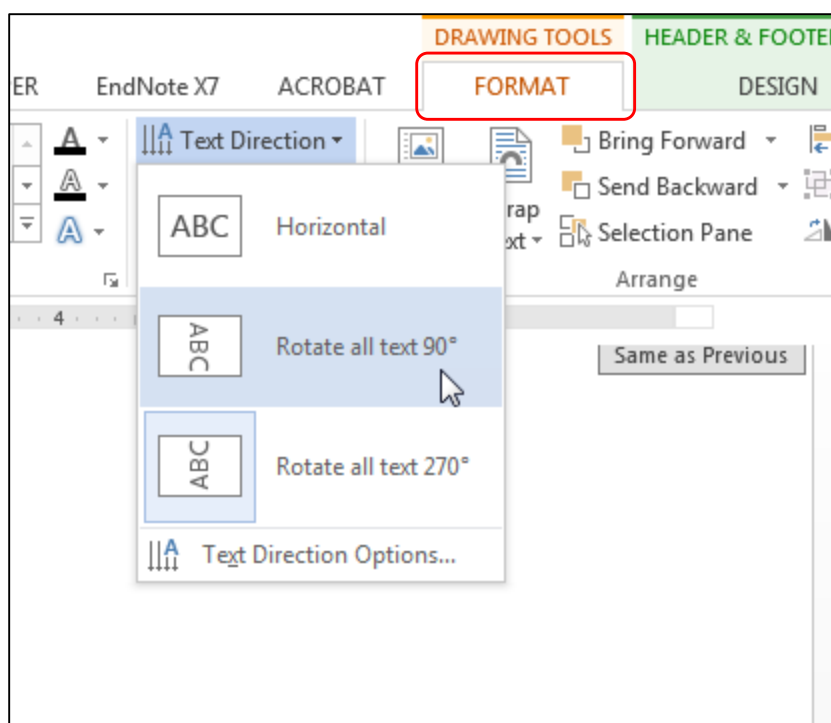 DRAWING TOOLS HEADER & FOOTE
ER EndNote X7 ACROBAT FORMAT DESIGN
A Text Direction Bring Forward
A Send Backward
rap
A xt Selection Pane
Arrange
ABC Horizontal
4
ABC Rotate all text 90°
Same as Previous
ABC Rotate all text 270°
A Text Direction Options...